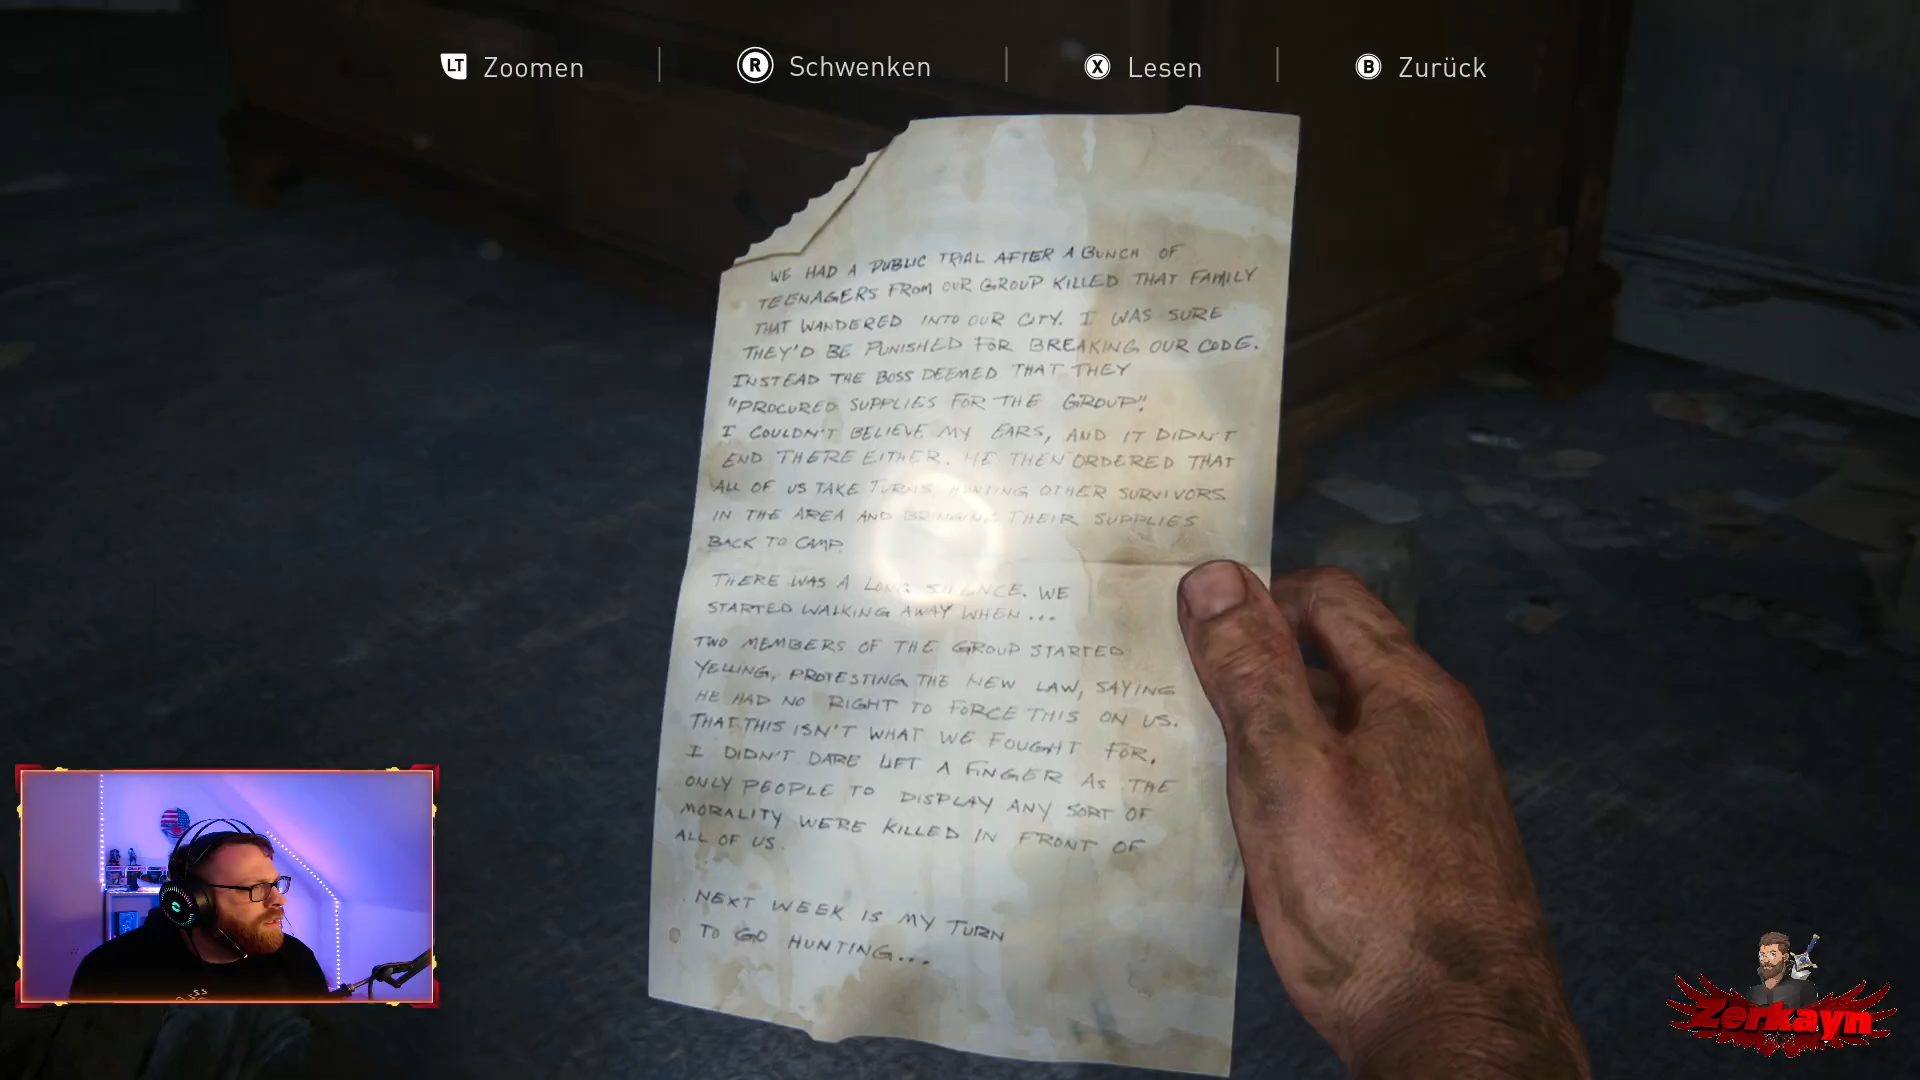 LT Zoomen
R Schwenken
X Lesen
B Zurück
WE HAD A PUBLIC TRIAL AFTER A BUNCH OF
TEENAGERS FROM OUR GROUP KILLED THAT FAMILY
THAT WANDERED INTO OUR CITY. I WAS SURE
THEY'D BE PUNISHED FOR BREAKING OUR CODE.
INSTEAD THE BOSS DEEMED THAT THEY
"PROCURED SUPPLIES FOR THE GROUP."
I COULDN'T BELIEVE MY EARS, AND IT DIDN'T
END THERE EITHER. HE THEN ORDERED THAT
ALL OF US TAKE TURNS, HUNTING OTHER SURVIVORS
IN THE AREA AND BRINGING THEIR SUPPLIES
BACK TO CAMP.
THERE WAS A LONG SILENCE. WE
STARTED WALKING AWAY WHEN...
TWO MEMBERS OF THE GROUP STARTED
YELLING, PROTESTING THE NEW LAW, SAYING
HE HAD NO RIGHT TO FORCE THIS ON US.
THAT THIS ISN'T WHAT WE FOUGHT FOR.
I DIDN'T DARE LIFT A FINGER AS THE
ONLY PEOPLE TO DISPLAY ANY SORT OF
MORALITY WERE KILLED IN FRONT OF
ALL OF US.
NEXT WEEK IS MY TURN
TO GO HUNTING...
Zerkayn